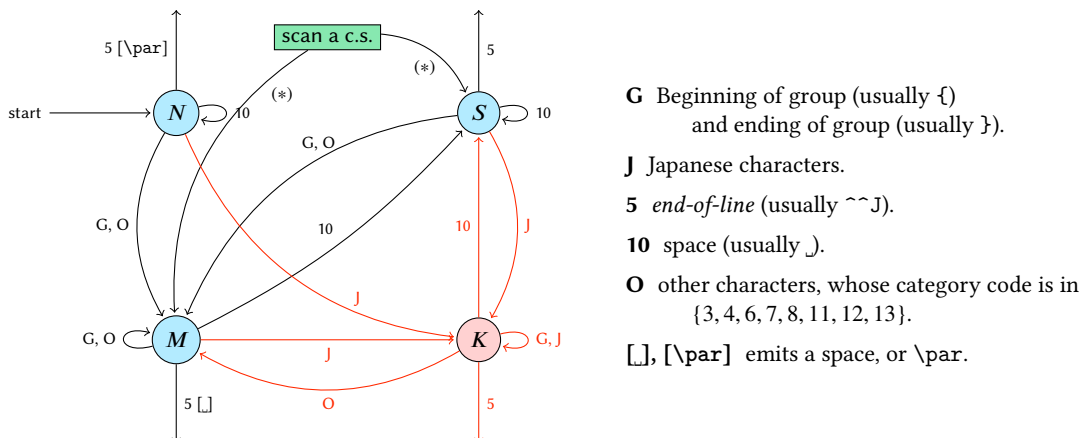 5 [\par]
scan a c.s.
5
(∗)
(∗)
start
N
10
S
10
G, O
G, O
J
10
10
J
G, O
M
J
K
G, J
O
5 [␣]
5
G Beginning of group (usually {)
and ending of group (usually }).
J Japanese characters.
5 end-of-line (usually ^^J).
10 space (usually ␣).
O other characters, whose category code is in
{3, 4, 6, 7, 8, 11, 12, 13}.
[␣], [\par] emits a space, or \par.
J